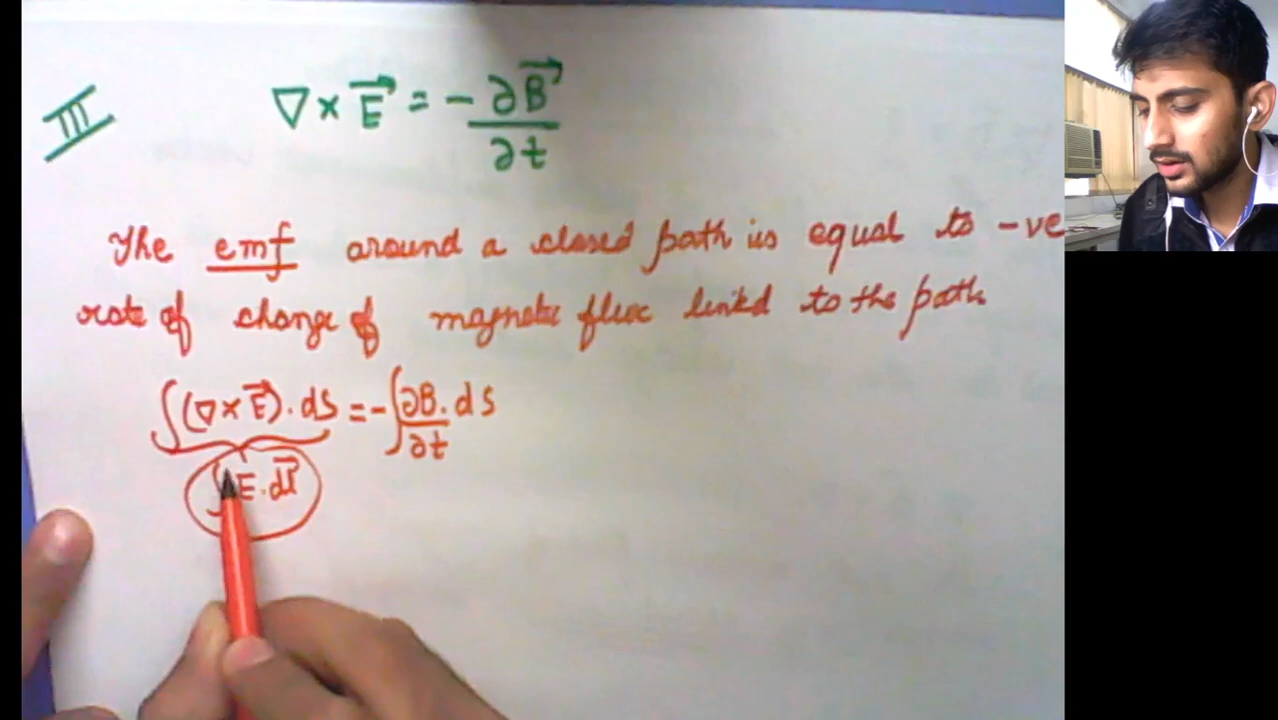 III
∇ × E⃗ = - ∂B⃗ / ∂t
The emf around a closed path is equal to -ve
rate of change of magnetic flux linked to the path
∫(∇ × E⃗) . dS = - ∫ ∂B / ∂t . dS
∫ E . dl⃗